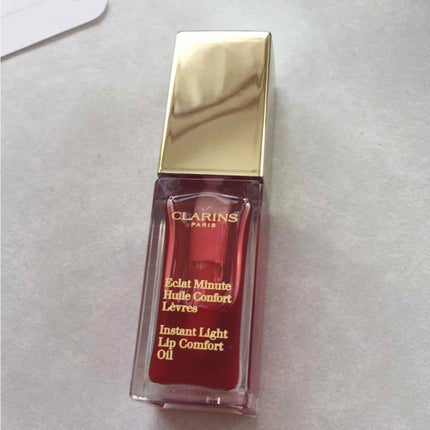 CLARINS
PARIS
Eclat Minute
Huile Confort
Lèvres
Instant Light
Lip Comfort
Oil